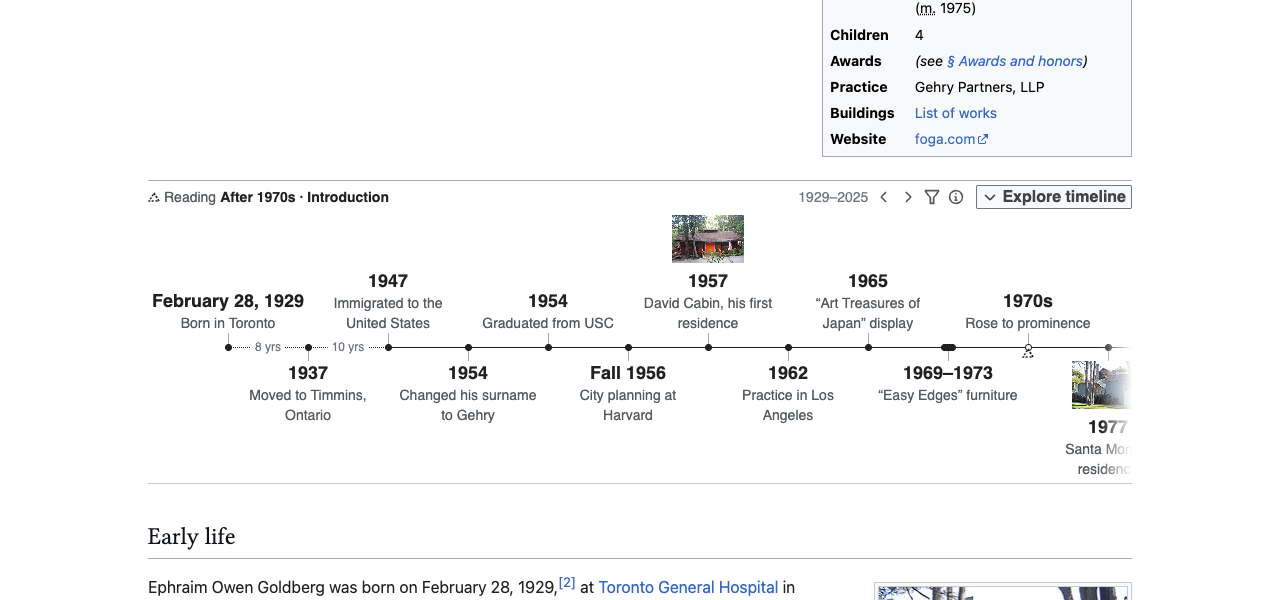 (m. 1975)
Children 4
Awards (see § Awards and honors)
Practice Gehry Partners, LLP
Buildings List of works
Website foga.com
Reading After 1970s · Introduction
1929–2025
Explore timeline
February 28, 1929
Born in Toronto
8 yrs
1937
Moved to Timmins,
Ontario
10 yrs
1947
Immigrated to the
United States
1954
Changed his surname
to Gehry
1954
Graduated from USC
Fall 1956
City planning at
Harvard
1957
David Cabin, his first
residence
1962
Practice in Los
Angeles
1965
“Art Treasures of
Japan” display
1969–1973
“Easy Edges” furniture
1970s
Rose to prominence
1977
Santa
Early life
Ephraim Owen Goldberg was born on February 28, 1929,[2] at Toronto General Hospital in